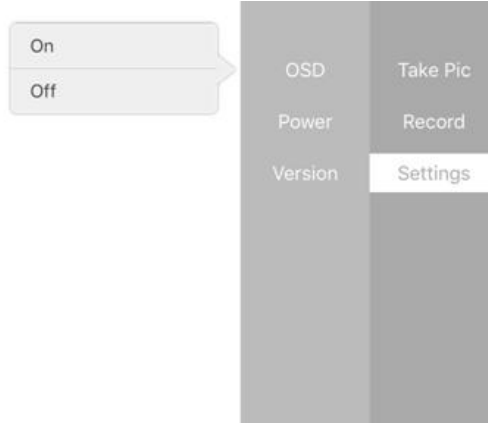 On
Off
OSD
Power
Version
Take Pic
Record
Settings